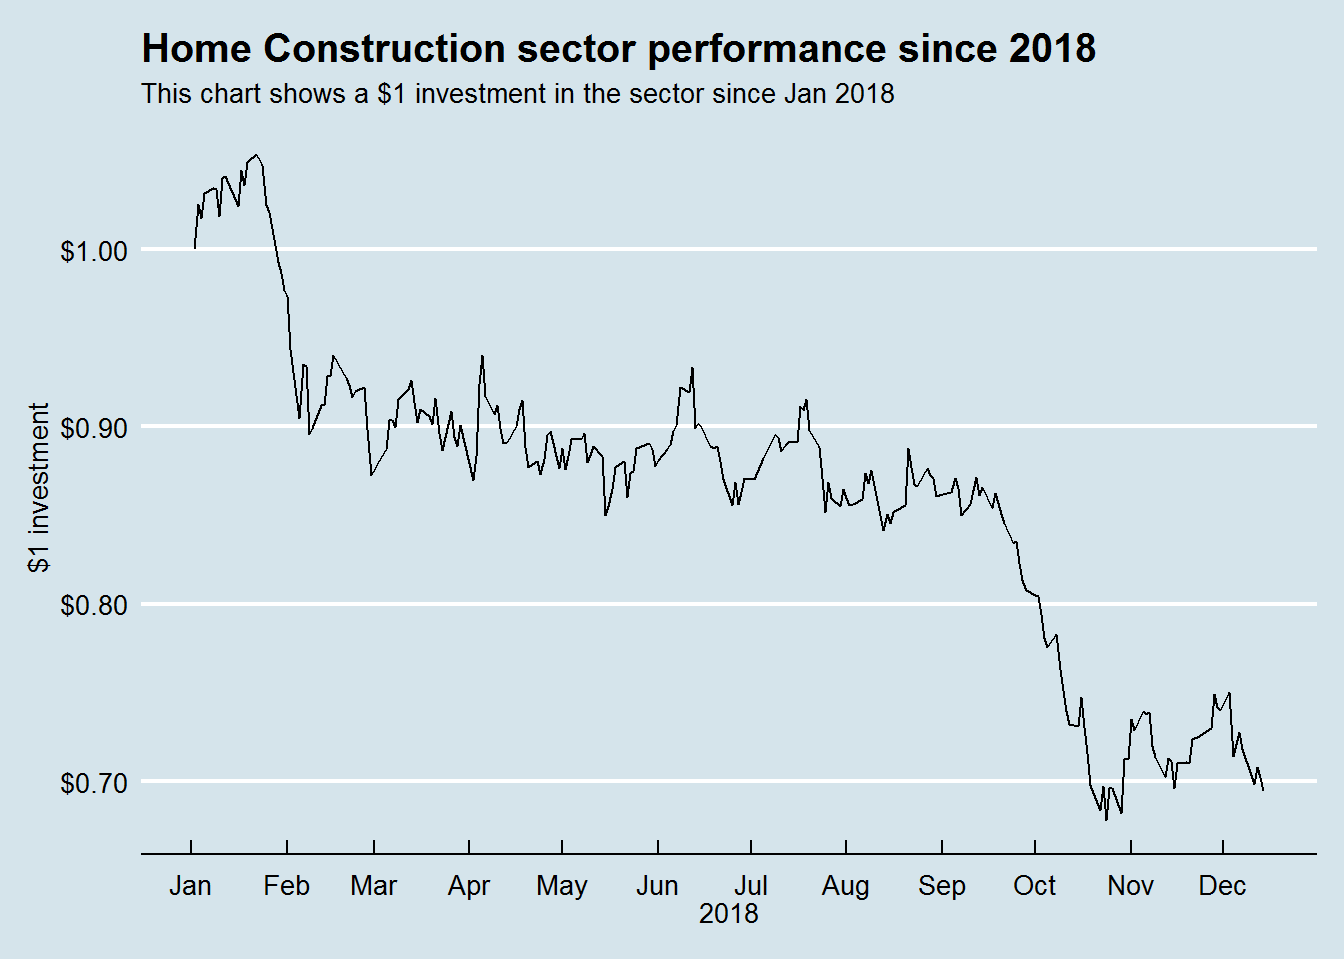 Home Construction sector performance since 2018
This chart shows a $1 investment in the sector since Jan 2018
$1 investment
$1.00
$0.90
$0.80
$0.70
Jan Feb Mar Apr May Jun Jul Aug Sep Oct Nov Dec
2018